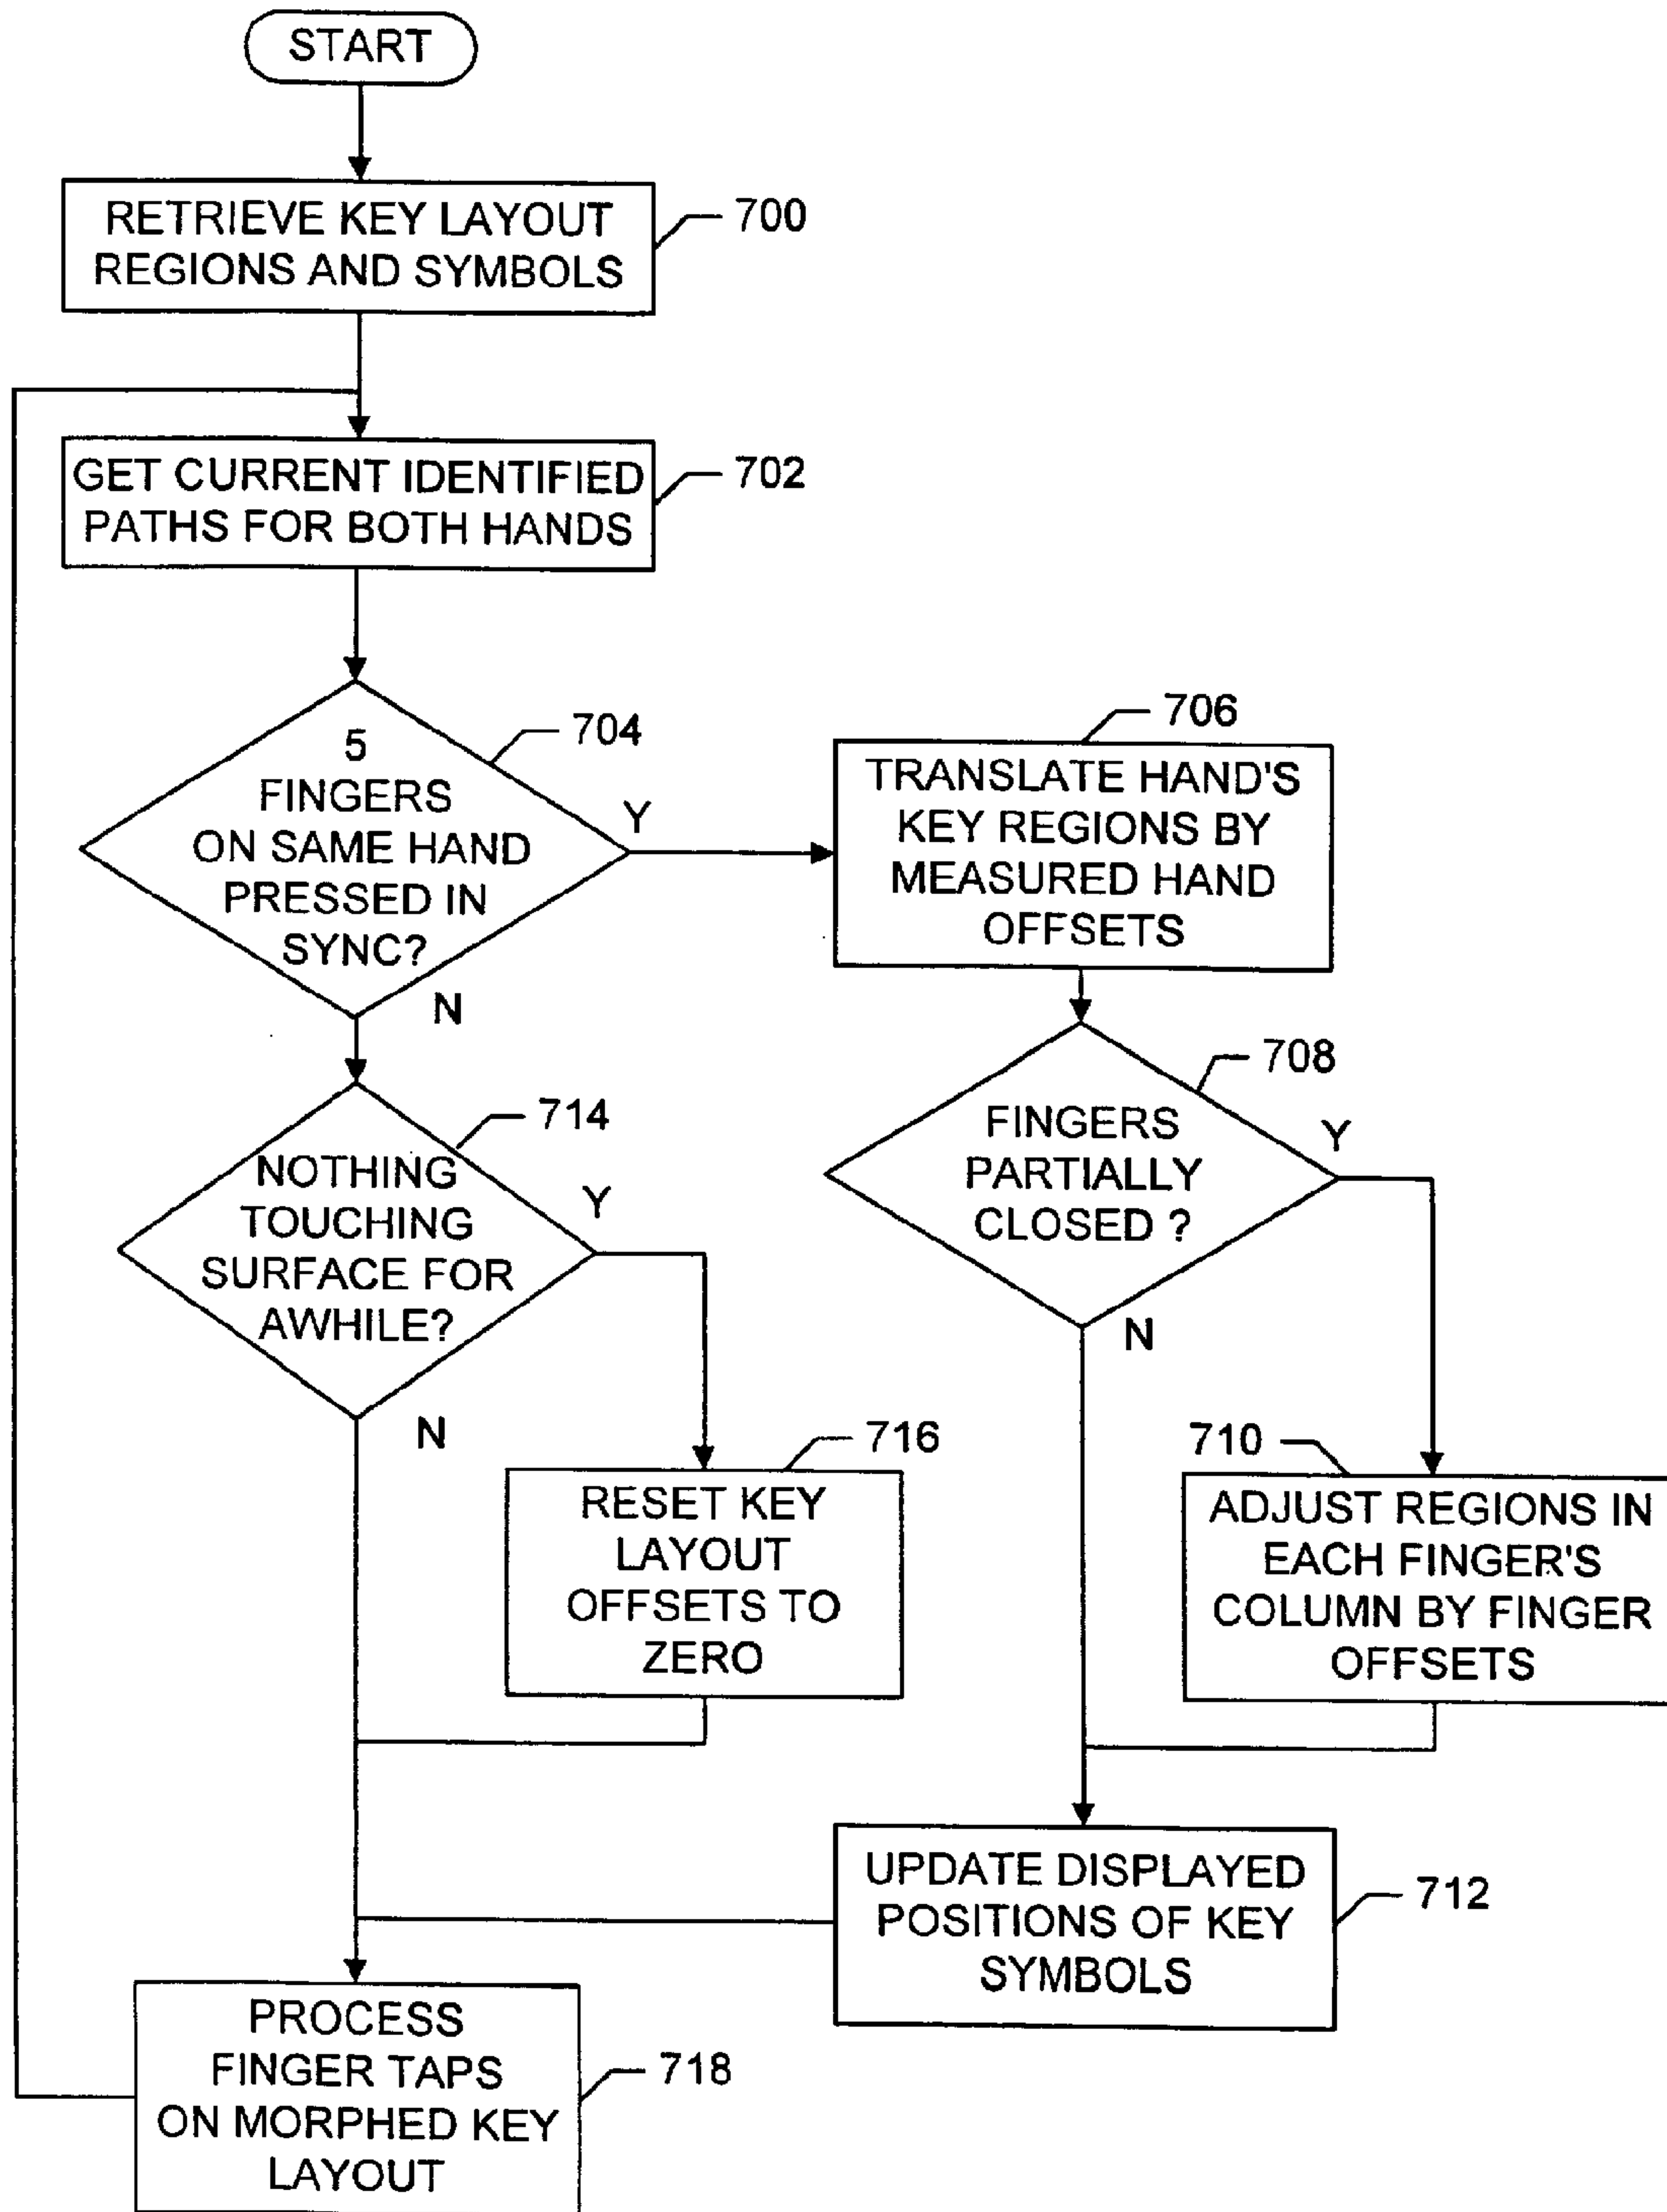 START
RETRIEVE KEY LAYOUT
REGIONS AND SYMBOLS
700
GET CURRENT IDENTIFIED
PATHS FOR BOTH HANDS
702
5
FINGERS
ON SAME HAND
PRESSED IN
SYNC?
704
Y
N
706
TRANSLATE HAND'S
KEY REGIONS BY
MEASURED HAND
OFFSETS
708
FINGERS
PARTIALLY
CLOSED ?
Y
N
714
NOTHING
TOUCHING
SURFACE FOR
AWHILE?
Y
N
716
RESET KEY
LAYOUT
OFFSETS TO
ZERO
710
ADJUST REGIONS IN
EACH FINGER'S
COLUMN BY FINGER
OFFSETS
UPDATE DISPLAYED
POSITIONS OF KEY
SYMBOLS
712
PROCESS
FINGER TAPS
ON MORPHED KEY
LAYOUT
718